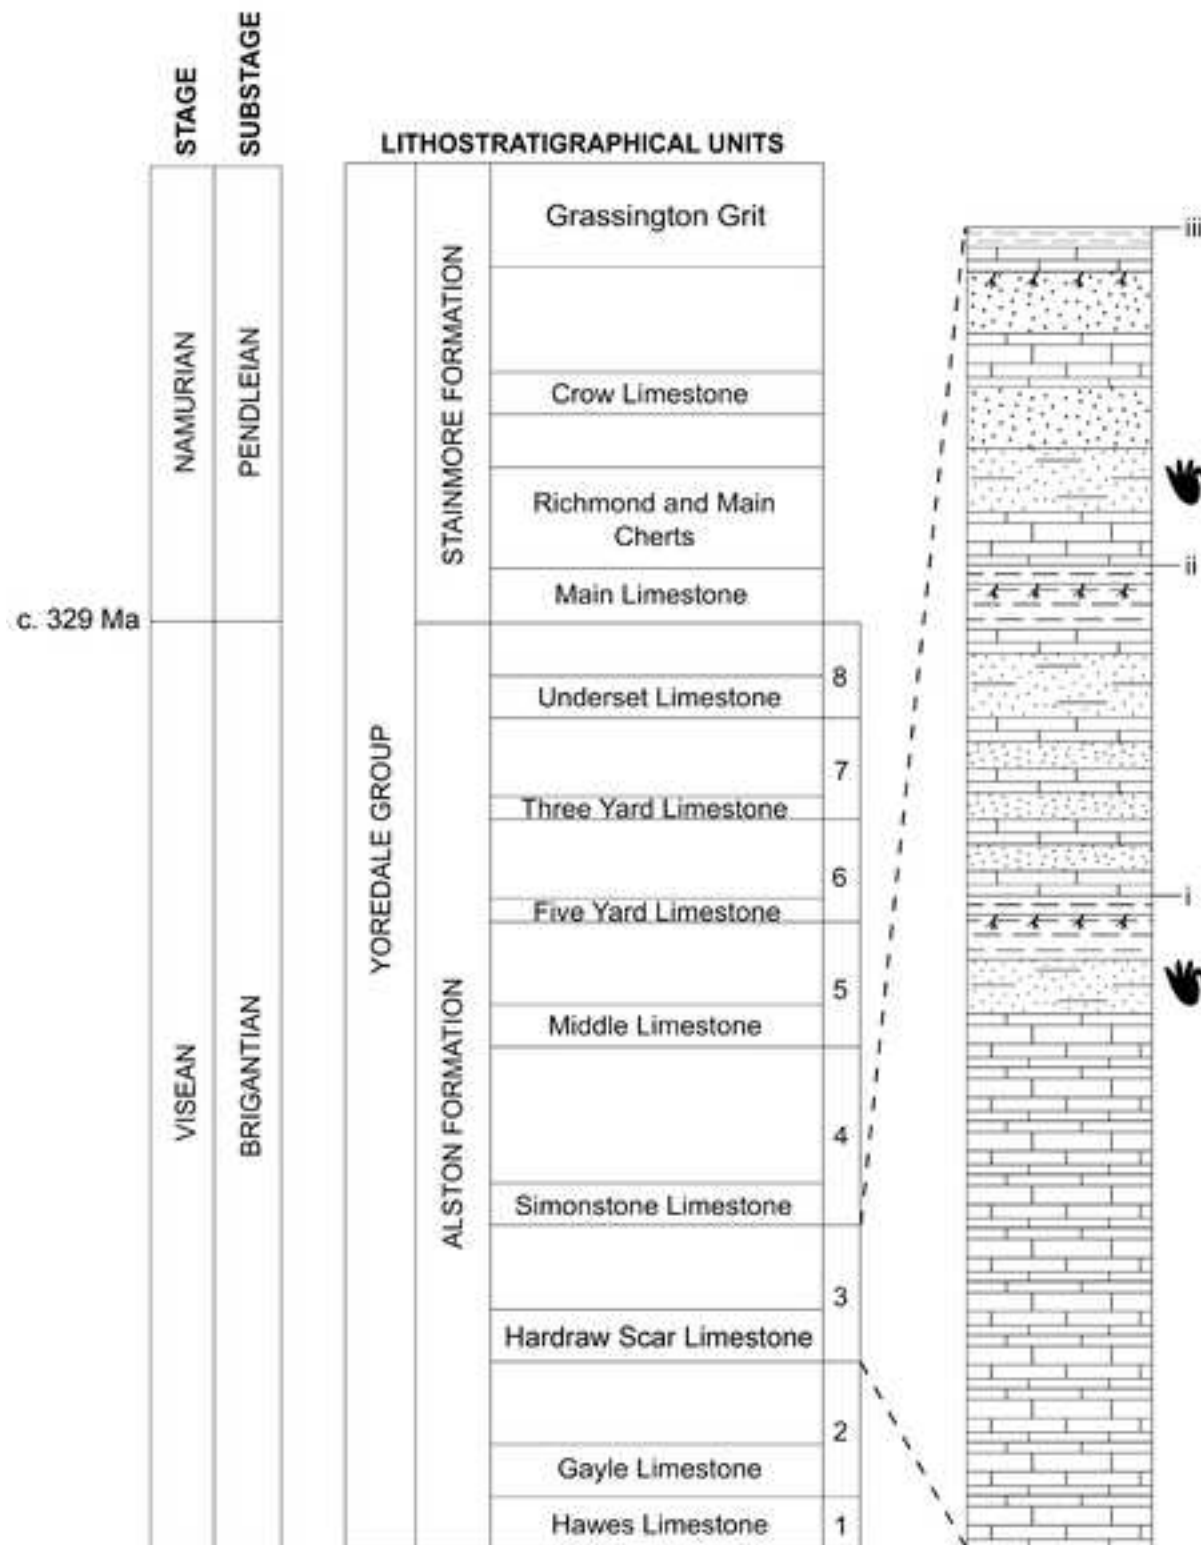 STAGE
SUBSTAGE
LITHOSTRATIGRAPHICAL UNITS
NAMURIAN
PENDLEIAN
c. 329 Ma
VISEAN
BRIGANTIAN
YOREDALE GROUP
STAINMORE FORMATION
ALSTON FORMATION
Grassington Grit
Crow Limestone
Richmond and Main
Cherts
Main Limestone
8
Underset Limestone
7
Three Yard Limestone
6
Five Yard Limestone
5
Middle Limestone
4
Simonstone Limestone
3
Hardraw Scar Limestone
2
Gayle Limestone
Hawes Limestone
1
iii
ii
i